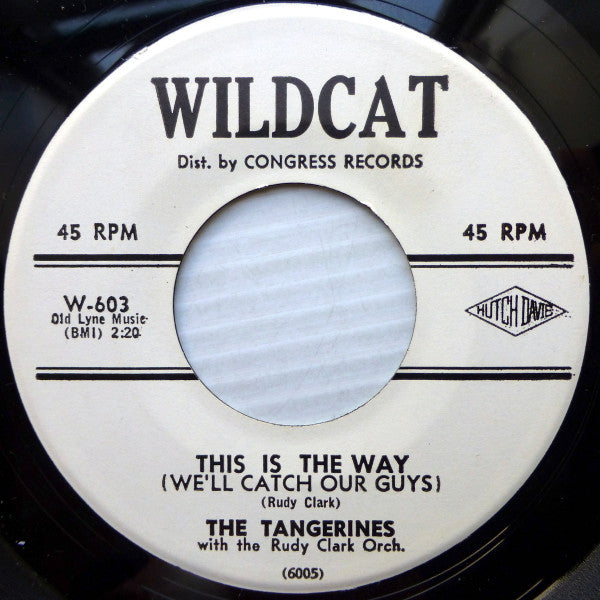 WILDCAT
Dist. by CONGRESS RECORDS
45 RPM
45 RPM
W-603
Old Lyne Music
(BMI) 2:20
HUTCH DAVIE
THIS IS THE WAY
(WE'LL CATCH OUR GUYS)
(Rudy Clark)
THE TANGERINES
with the Rudy Clark Orch.
(6005)